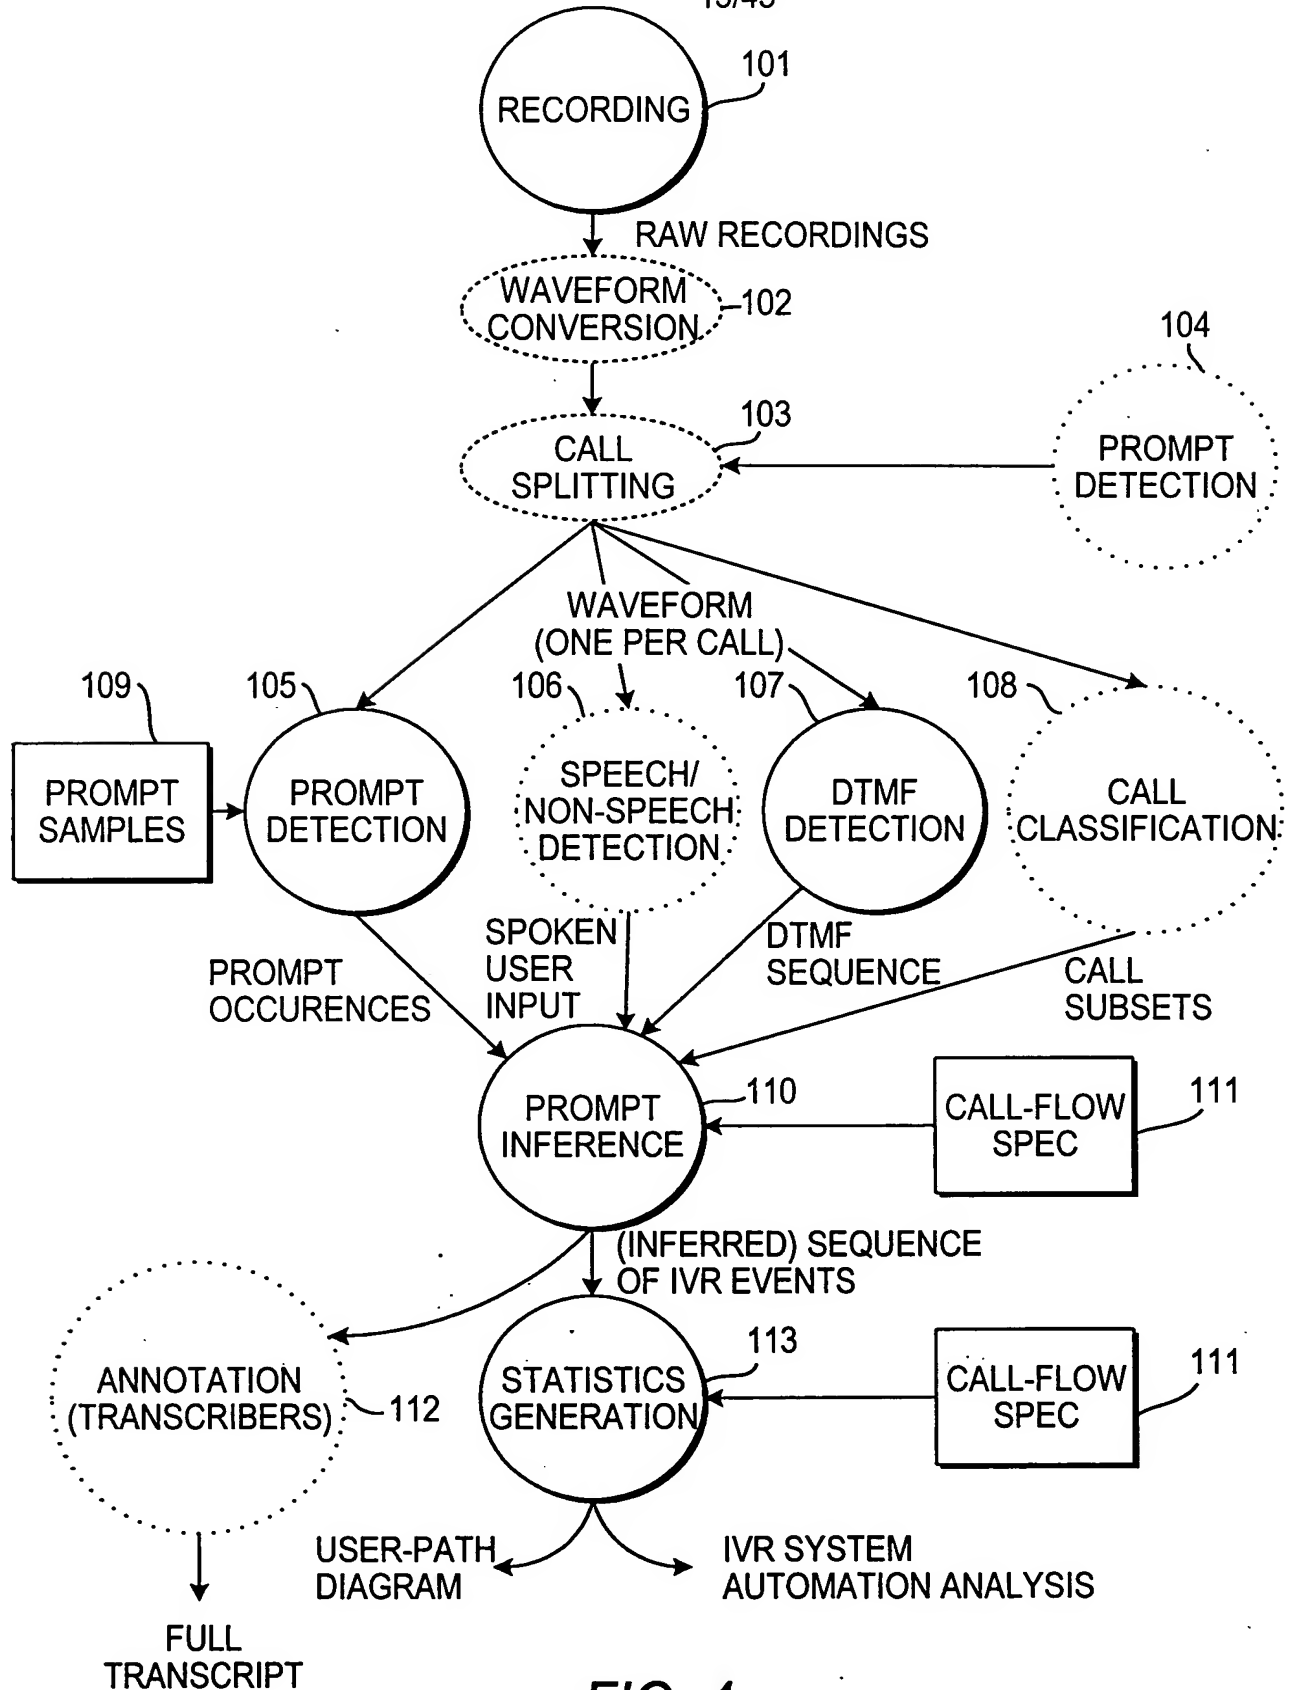 101
RECORDING
RAW RECORDINGS
WAVEFORM
CONVERSION
102
104
103
CALL
SPLITTING
PROMPT
DETECTION
WAVEFORM
(ONE PER CALL)
109
105
106
107
108
PROMPT
SAMPLES
PROMPT
DETECTION
SPEECH/
NON-SPEECH
DETECTION
DTMF
DETECTION
CALL
CLASSIFICATION
PROMPT
OCCURENCES
SPOKEN
USER
INPUT
DTMF
SEQUENCE
CALL
SUBSETS
PROMPT
INFERENCE
110
CALL-FLOW
SPEC
111
(INFERRED) SEQUENCE
OF IVR EVENTS
ANNOTATION
(TRANSCRIBERS)
112
STATISTICS
GENERATION
113
CALL-FLOW
SPEC
111
USER-PATH
DIAGRAM
IVR SYSTEM
AUTOMATION ANALYSIS
FULL
TRANSCRIPT